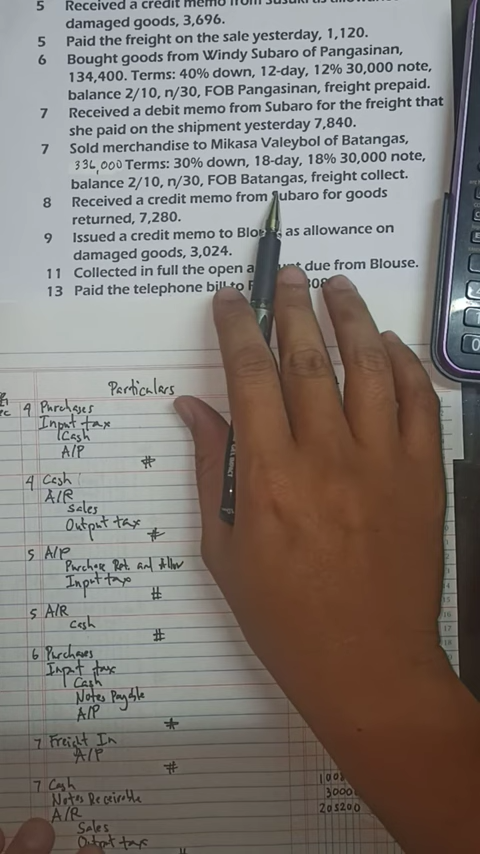 5 Received a credit memo from Susuki as allowance
damaged goods, 3,696.
5 Paid the freight on the sale yesterday, 1,120.
6 Bought goods from Windy Subaro of Pangasinan,
134,400. Terms: 40% down, 12-day, 12% 30,000 note,
balance 2/10, n/30, FOB Pangasinan, freight prepaid.
7 Received a debit memo from Subaro for the freight that
she paid on the shipment yesterday 7,840.
7 Sold merchandise to Mikasa Valeybol of Batangas,
336,000 Terms: 30% down, 18-day, 18% 30,000 note,
balance 2/10, n/30, FOB Batangas, freight collect.
8 Received a credit memo from Subaro for goods
returned, 7,280.
9 Issued a credit memo to as allowance on
damaged goods, 3,024.
11 Collected in full the open due from Blouse.
13 Paid the telephone bill to
Particulars
4 Purchases
Input tax
Cash
A/P
#
4 Cash
A/R
Sales
Output tax
#
5 A/P
Purchase Ret. and Allow
Input tax
#
5 A/R
Cash
#
6 Purchases
Input tax
Cash
Notes Payable
A/P
#
7 Freight In
A/P
#
7 Cash 1008
Notes Receivable 3000
A/R 205200
Sales
Output tax